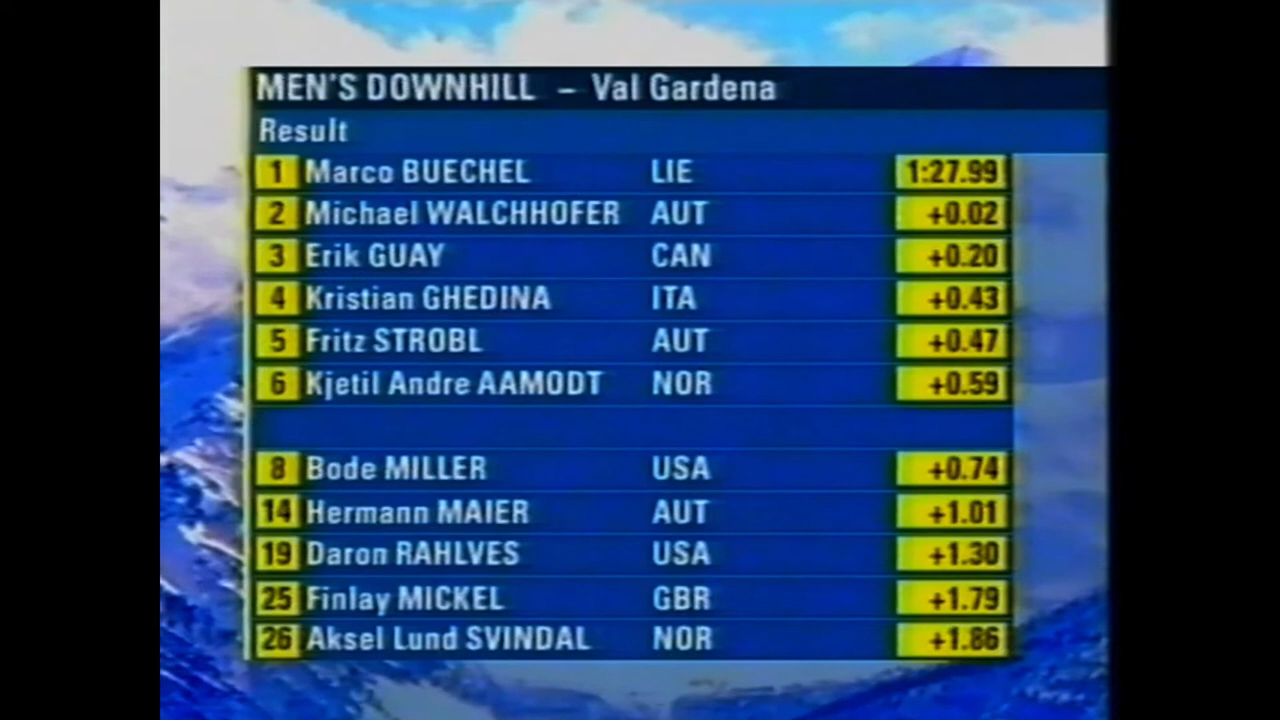 MEN'S DOWNHILL – Val Gardena
Result
1 Marco BUECHEL LIE 1:27.99
2 Michael WALCHHOFER AUT +0.02
3 Erik GUAY CAN +0.20
4 Kristian GHEDINA ITA +0.43
5 Fritz STROBL AUT +0.47
6 Kjetil Andre AAMODT NOR +0.59
8 Bode MILLER USA +0.74
14 Hermann MAIER AUT +1.01
19 Daron RAHLVES USA +1.30
25 Finlay MICKEL GBR +1.79
26 Aksel Lund SVINDAL NOR +1.86